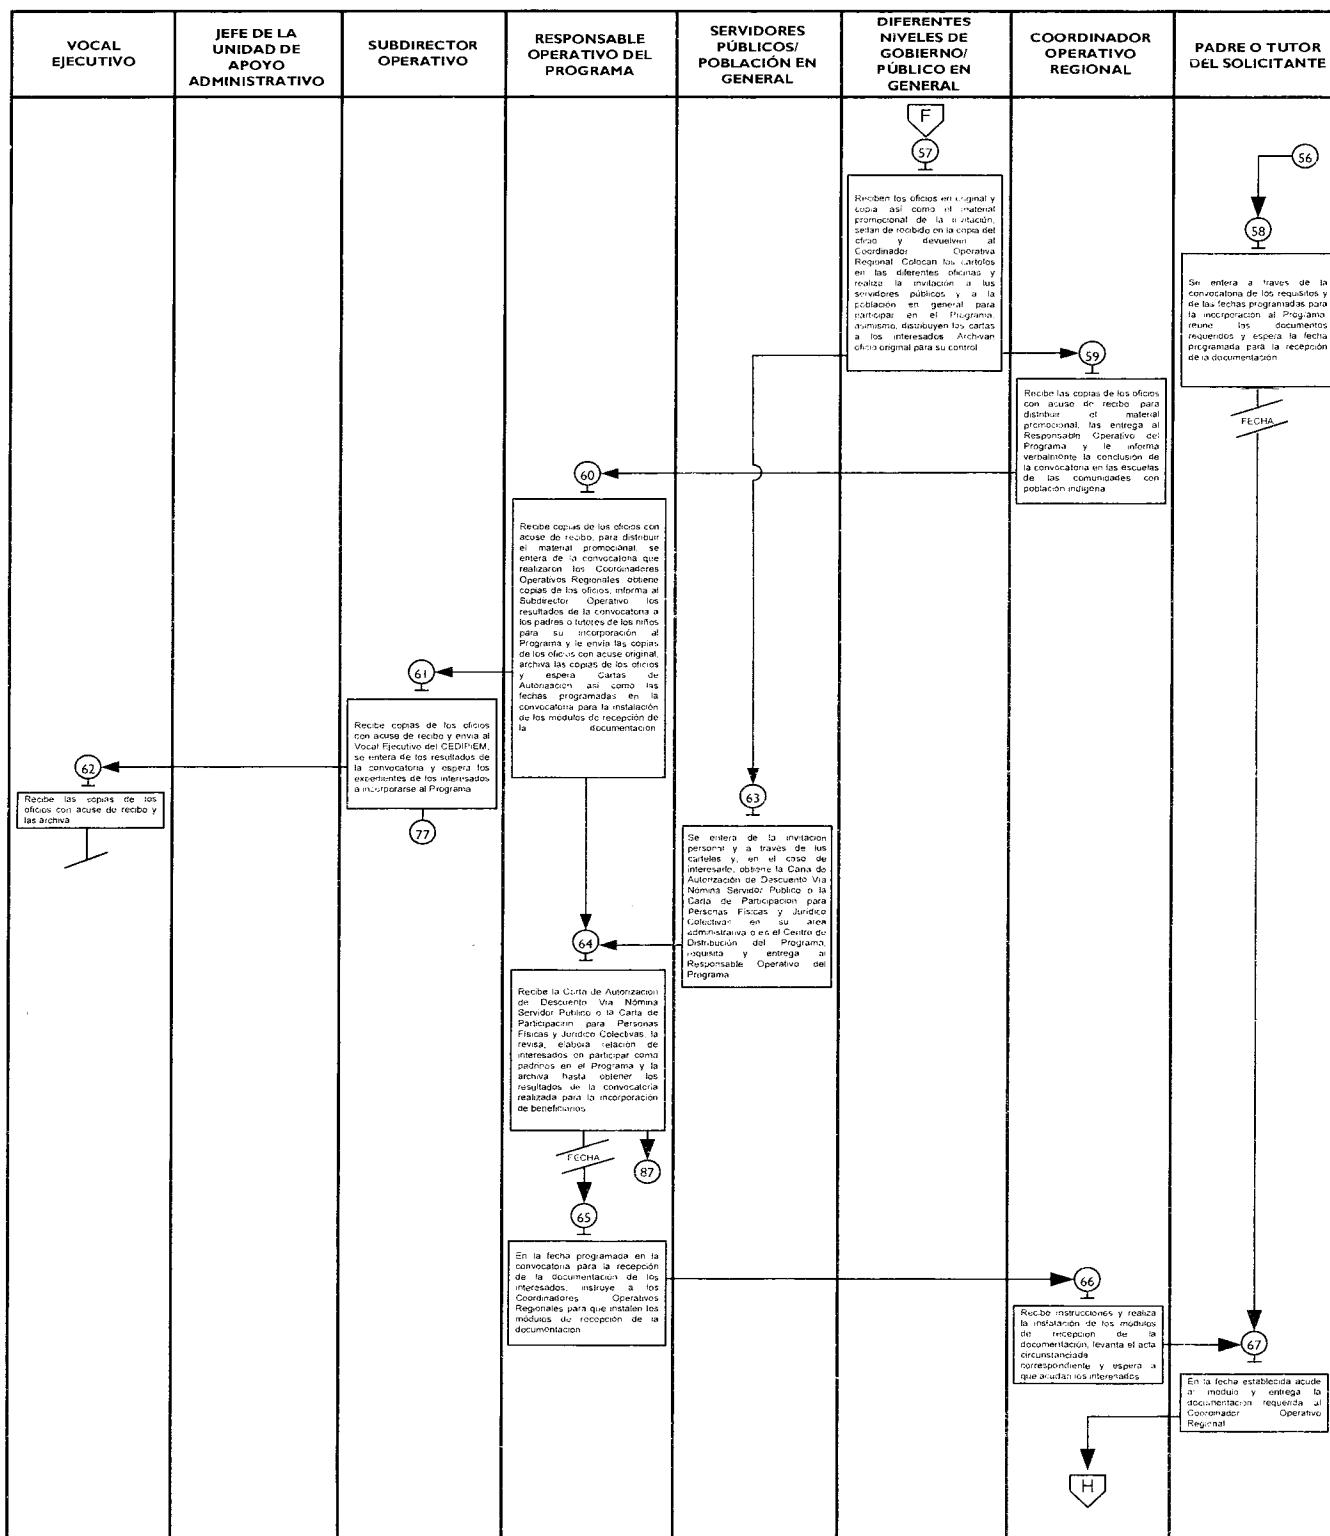 VOCAL
EJECUTIVO
JEFE DE LA
UNIDAD DE
APOYO
ADMINISTRATIVO
SUBDIRECTOR
OPERATIVO
RESPONSABLE
OPERATIVO DEL
PROGRAMA
SERVIDORES
PÚBLICOS/
POBLACIÓN EN
GENERAL
DIFERENTES
NIVELES DE
GOBIERNO/
PÚBLICO EN
GENERAL
COORDINADOR
OPERATIVO
REGIONAL
PADRE O TUTOR
DEL SOLICITANTE
F
57
Reciben los oficios en original y
copia así como el material
promocional de la invitación,
sellan de recibido en la copia del
oficio y devuelven al
Coordinador Operativa
Regional Colocan los cartoles
en las diferentes oficinas y
realiza la invitación a los
servidores públicos y a la
población en general para
participar en el Programa,
asimismo, distribuyen las cartas
a los interesados Archivan
oficio original para su control
56
58
Se entera a traves de la
convocatoria de los requisitos y
de las fechas programadas para
la incorporación al Programa
reune los documentos
requeridos y espera la fecha
programada para la recepción
de la documentación
FECHA
59
Recibe las copias de los oficios
con acuse de recibo para
distribuir el material
promocional, las entrega al
Responsable Operativo del
Programa y le informa
verbalmente la conclusión de
la convocatoria en las escuelas
de las comunidades con
población indígena
60
Recibe copias de los oficios con
acuse de recibo, para distribuir
el material promocional, se
entera de la convocatoria que
realizaron los Coordinadores
Operativos Regionales obtiene
copias de los oficios, informa al
Subdirector Operativo los
resultados de la convocatoria a
los padres o tutores de los niños
para su incorporación al
Programa y le envía las copias
de los oficios con acuse original,
archiva las copias de los oficios
y espera Cartas de
Autorización así como las
fechas programadas en la
convocatoria para la instalación
de los módulos de recepción de
la documentación
61
Recibe copias de los oficios
con acuse de recibo y envia al
Vocal Ejecutivo del CEDIPIEM,
se entera de los resultados de
la convocatoria y espera los
expedientes de los interesados
a incorporarse al Programa
77
62
Recibe las copias de los
oficios con acuse de recibo y
las archiva
63
Se entera de la invitación
personal y a través de los
carteles y, en el caso de
interesarle, obtiene la Carta de
Autorización de Descuento Vía
Nómina Servidor Publico o la
Carta de Participacion para
Personas Físicas y Jurídico
Colectivas en su area
administrativa o en el Centro de
Distribución del Programa,
requisita y entrega al
Responsable Operativo del
Programa
64
Recibe la Carta de Autorizacion
de Descuento Via Nómina
Servidor Publico o la Carta de
Participación para Personas
Físicas y Juridico Colectivas, la
revisa, elabora relación de
interesados en participar como
padrinos en el Programa y la
archiva hasta obtener los
resultados de la convocatoria
realizada para la incorporación
de beneficiarios
FECHA
87
65
En la fecha programada en la
convocatoria para la recepción
de la documentación de los
interesados, instruye a los
Coordinadores Operativos
Regionales para que instalen los
módulos de recepción de la
documentación
66
Recibe instrucciones y realiza
la instalación de los módulos
de recepción de la
documentación, levanta el acta
circunstanciada
correspondiente y espera a
que acudan los interesados
67
En la fecha establecida acude
al modulo y entrega la
documentación requerida al
Coordinador Operativo
Regional
H